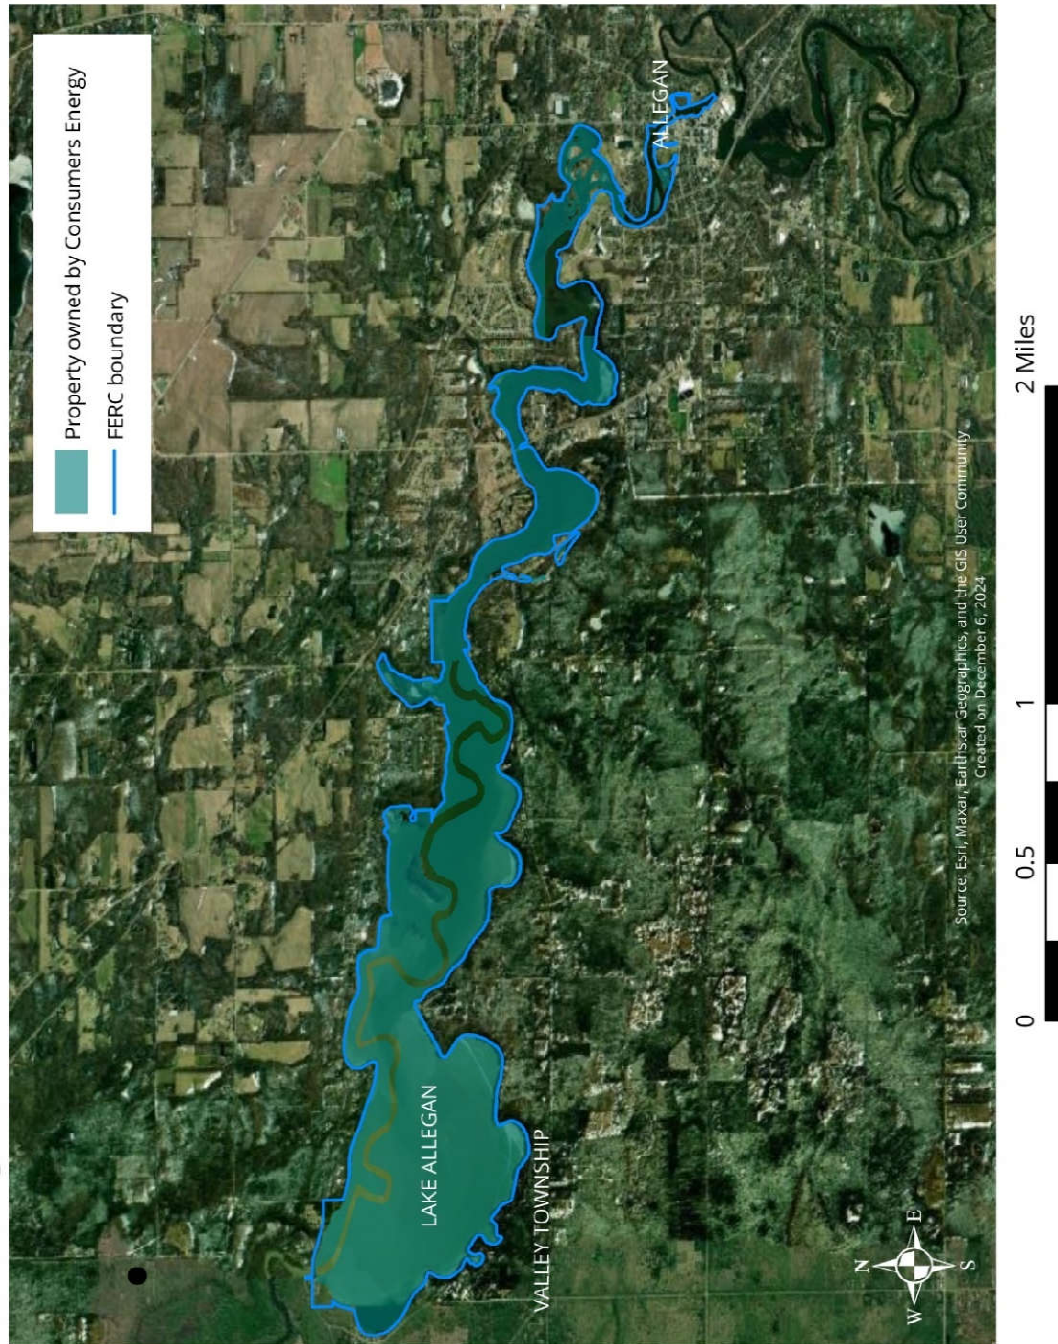 Property owned by Consumers Energy
FERC boundary
ALLEGAN
LAKE ALLEGAN
VALLEY TOWNSHIP
N
W
E
S
Source: Esri, Maxar, Earthstar Geographics, and the GIS User Community
Created on December 6, 2024
0
0.5
1
2 Miles